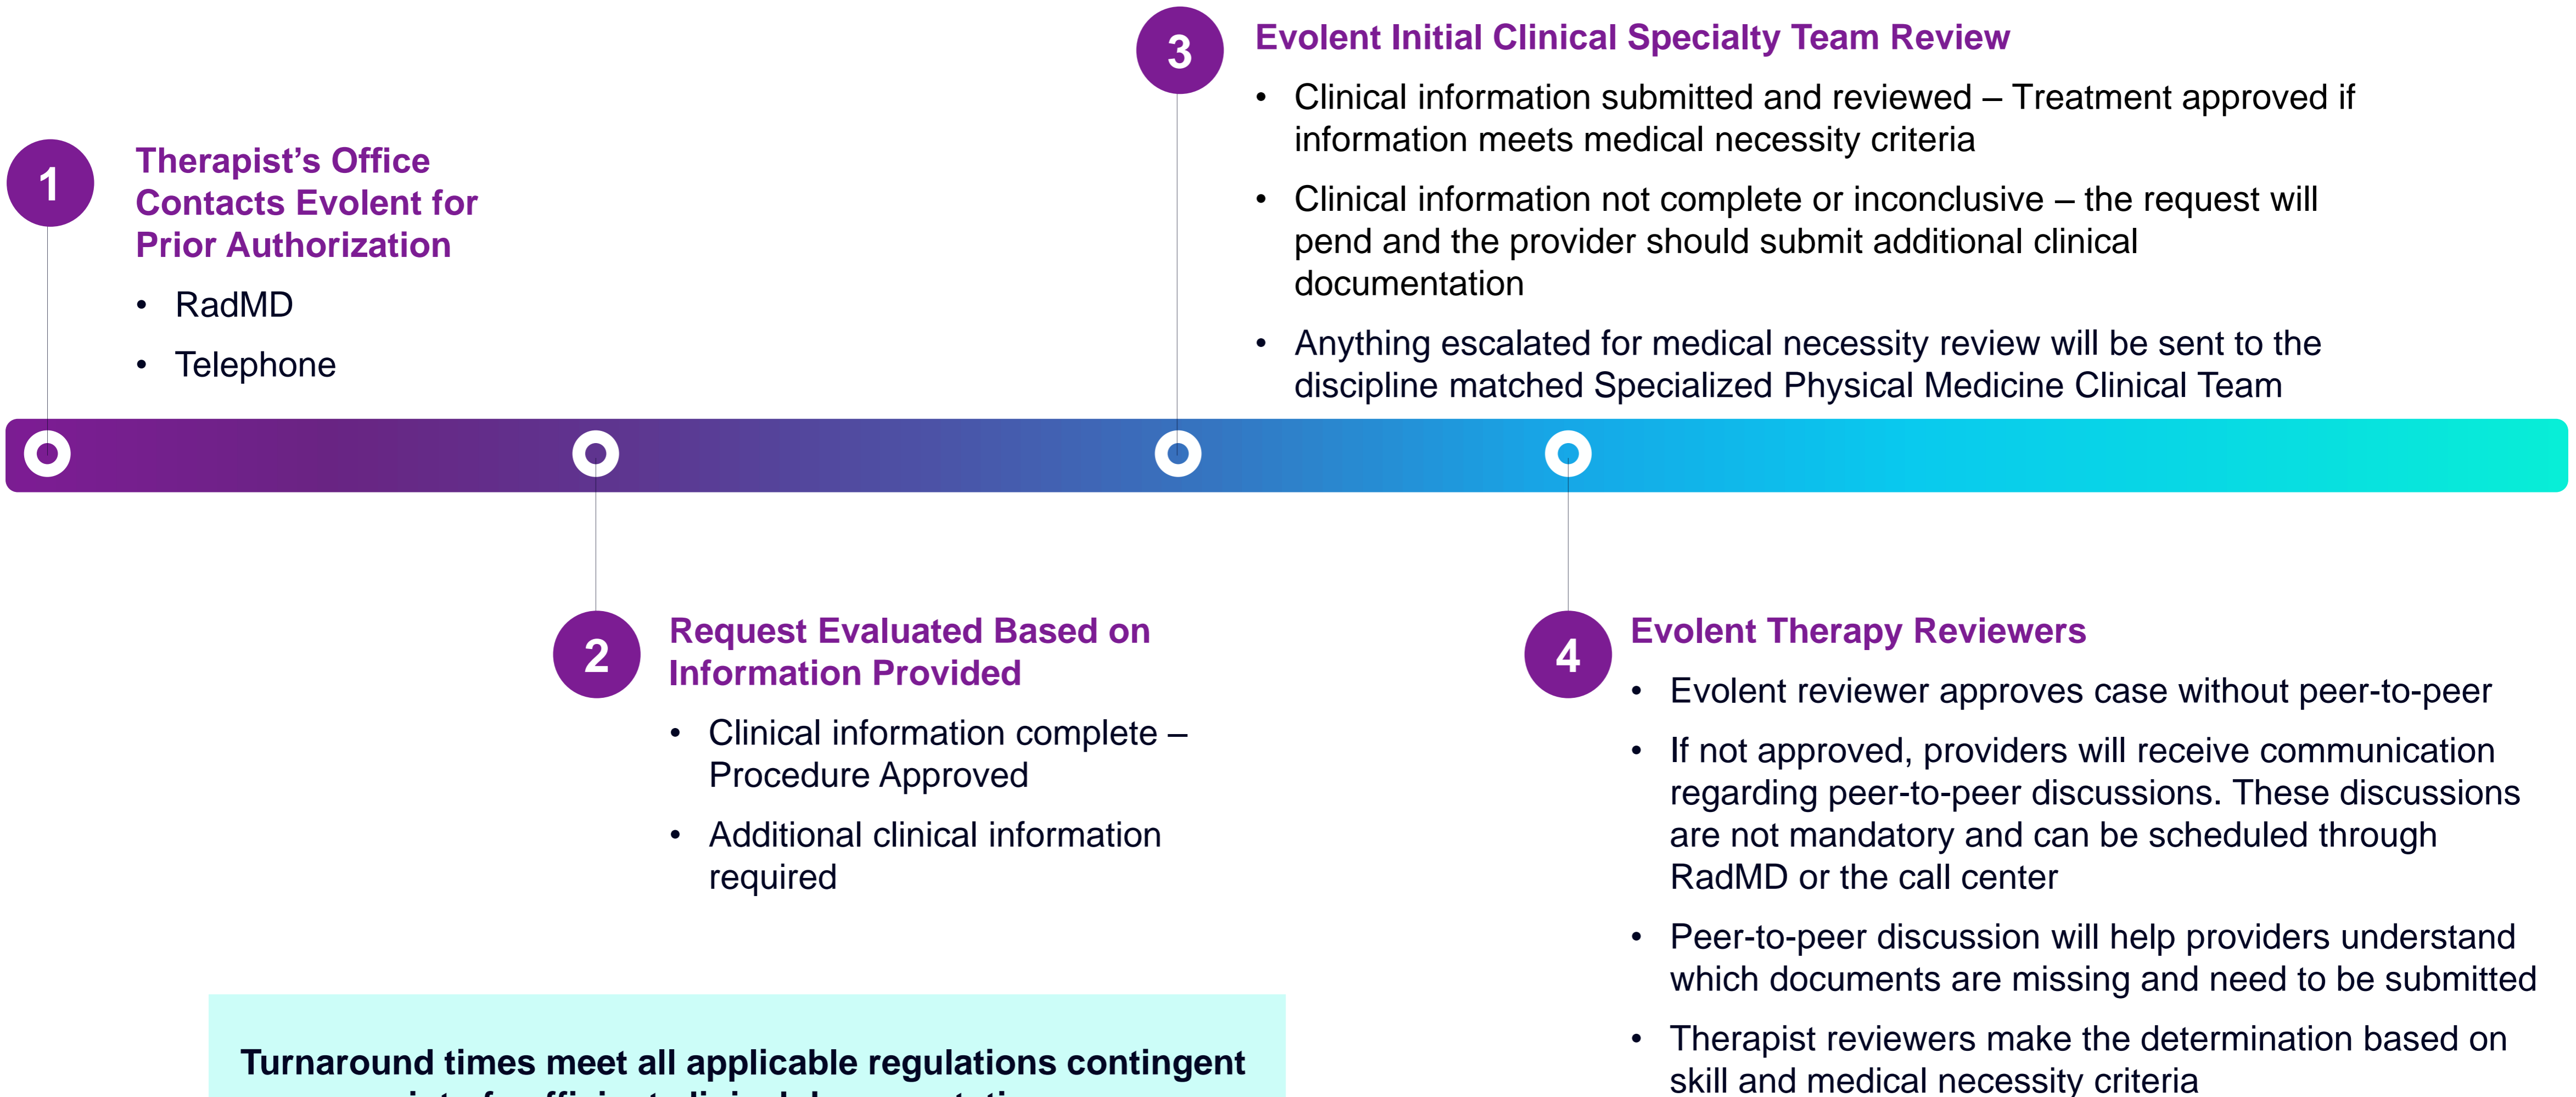 1
Therapist’s Office
Contacts Evolent for
Prior Authorization
• RadMD
• Telephone
2
Request Evaluated Based on
Information Provided
• Clinical information complete –
Procedure Approved
• Additional clinical information
required
3
Evolent Initial Clinical Specialty Team Review
• Clinical information submitted and reviewed – Treatment approved if
information meets medical necessity criteria
• Clinical information not complete or inconclusive – the request will
pend and the provider should submit additional clinical
documentation
• Anything escalated for medical necessity review will be sent to the
discipline matched Specialized Physical Medicine Clinical Team
4
Evolent Therapy Reviewers
• Evolent reviewer approves case without peer-to-peer
• If not approved, providers will receive communication
regarding peer-to-peer discussions. These discussions
are not mandatory and can be scheduled through
RadMD or the call center
• Peer-to-peer discussion will help providers understand
which documents are missing and need to be submitted
• Therapist reviewers make the determination based on
skill and medical necessity criteria
Turnaround times meet all applicable regulations contingent
of sufficient clinical documentation